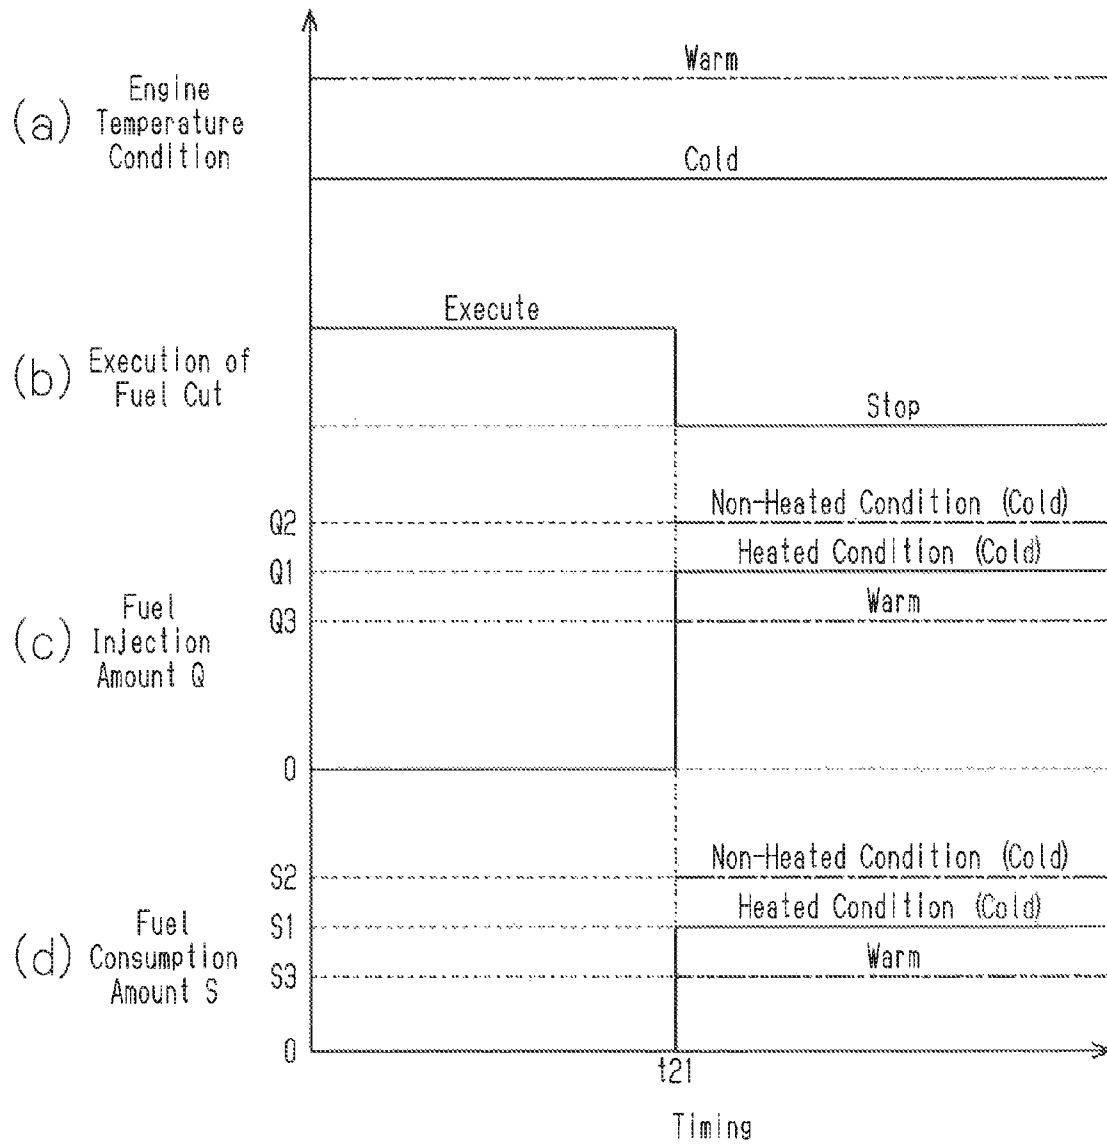 Warm
(a) Engine
Temperature
Condition
Cold
Execute
(b) Execution of
Fuel Cut
Stop
Non-Heated Condition (Cold)
Q2
Heated Condition (Cold)
Q1
Warm
Q3
(c) Fuel
Injection
Amount Q
0
Non-Heated Condition (Cold)
S2
Heated Condition (Cold)
S1
Warm
S3
(d) Fuel
Consumption
Amount S
0
t21
Timing